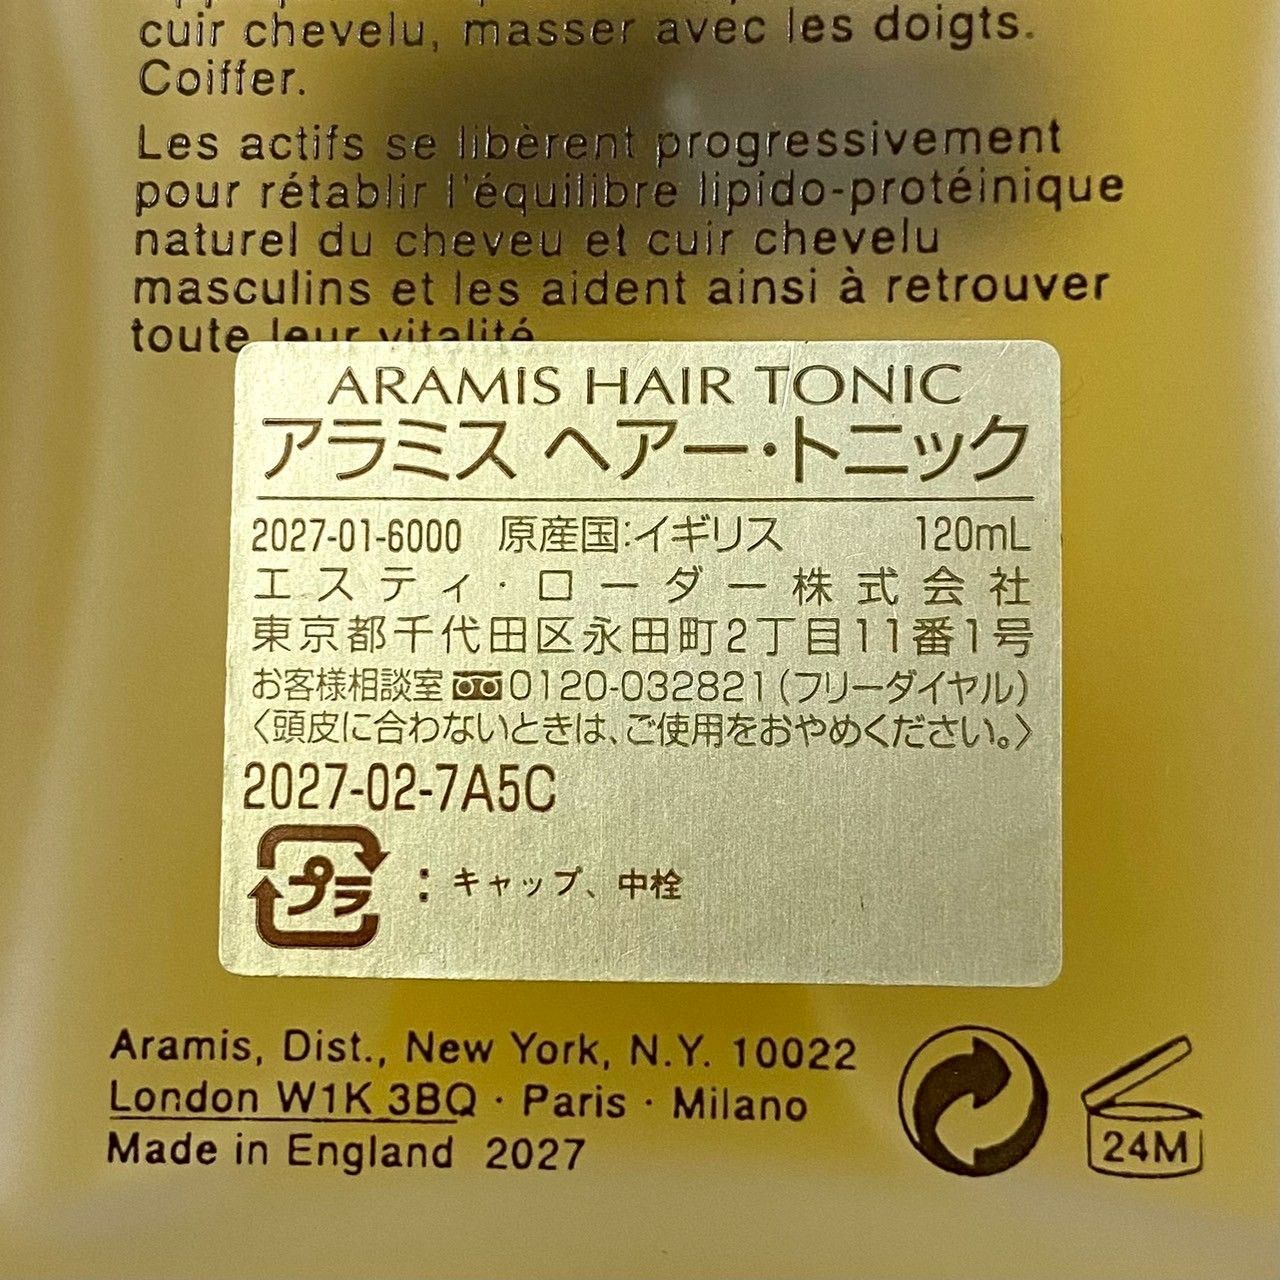 cuir chevelu, masser avec les doigts.
Coiffer.
Les actifs se libèrent progressivement
pour rétablir l'équilibre lipido-protéinique
naturel du cheveu et cuir chevelu
masculins et les aident ainsi à retrouver
toute leur vitalité
ARAMIS HAIR TONIC
アラミス ヘアー・トニック
2027-01-6000 原産国:イギリス 120mL
エスティ・ローダー株式会社
東京都千代田区永田町2丁目11番1号
お客様相談室 0120-032821(フリーダイヤル)
〈頭皮に合わないときは、ご使用をおやめください。〉
2027-02-7A5C
プラ : キャップ、中栓
Aramis, Dist., New York, N.Y. 10022
London W1K 3BQ · Paris · Milano
Made in England 2027
24M